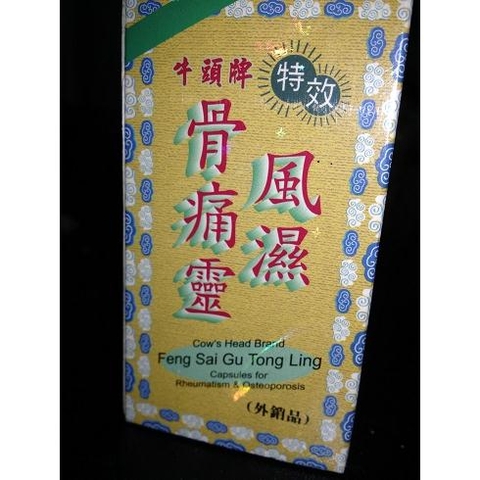 牛頭牌
特效
風濕
骨痛靈
Cow's Head Brand
Feng Sai Gu Tong Ling
Capsules for
Rheumatism & Osteoporosis
（外銷品）